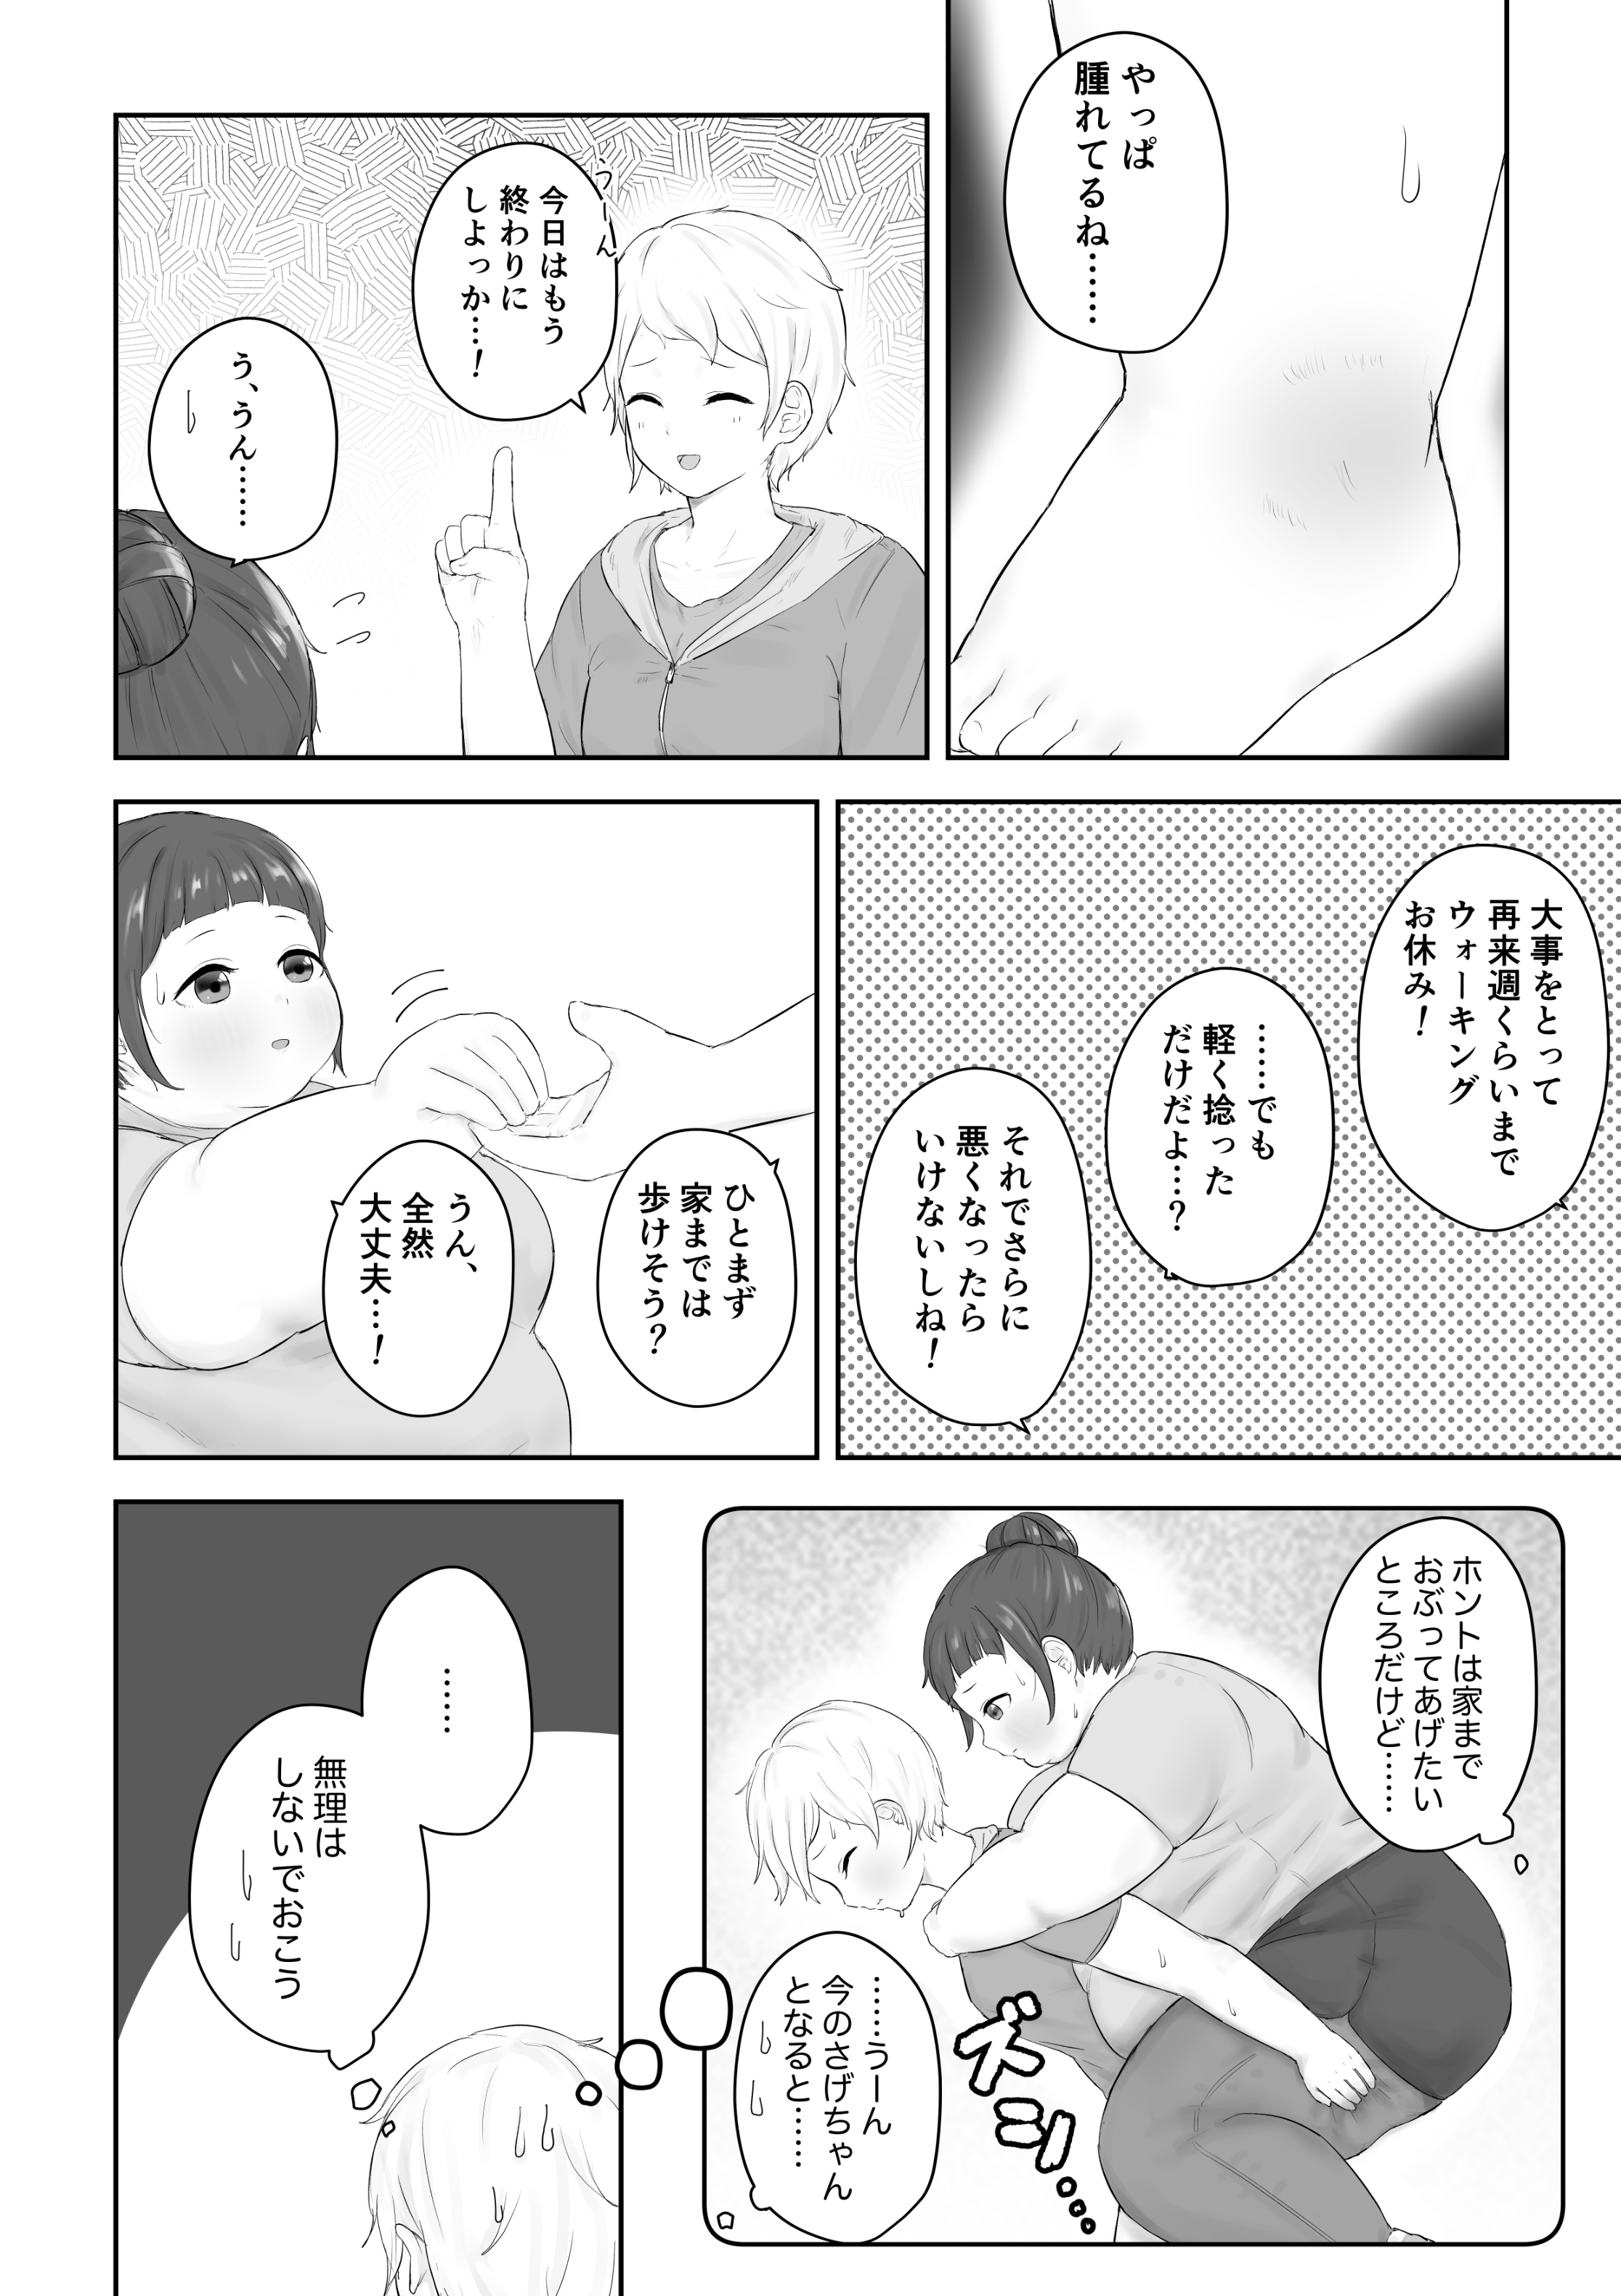 やっぱ
腫れてるね……
うーん
今日はもう
終わりに
しよっか…!
う、うん……
大事をとって
再来週くらいまで
ウォーキング
お休み!
……でも
軽く捻った
だけだよ…?
それでさらに
悪くなったら
いけないしね!
ひとまず
家までは
歩けそう?
うん、
全然
大丈夫…!
ホントは家まで
おぶってあげたい
ところだけど……
……うーん
今のさげちゃん
となると……
ズシ…
……
無理は
しないでおこう